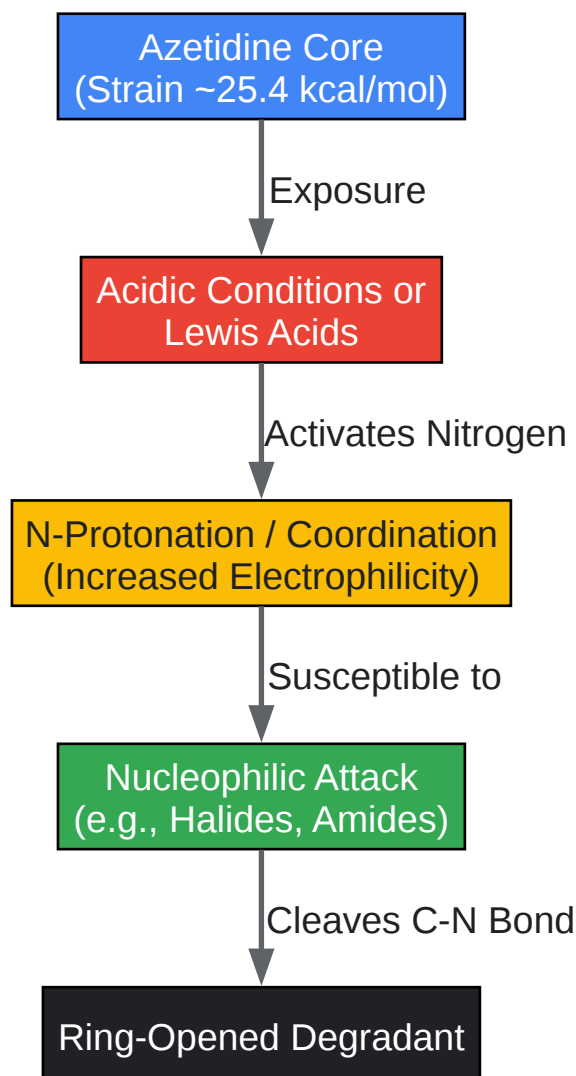 Azetidine Core
(Strain ~25.4 kcal/mol)
Exposure
Acidic Conditions or
Lewis Acids
Activates Nitrogen
N-Protonation / Coordination
(Increased Electrophilicity)
Susceptible to
Nucleophilic Attack
(e.g., Halides, Amides)
Cleaves C-N Bond
Ring-Opened Degradant